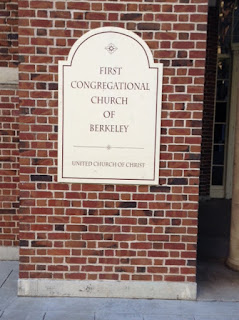 FIRST
CONGREGATIONAL
CHURCH
OF
BERKELEY
UNITED CHURCH OF CHRIST